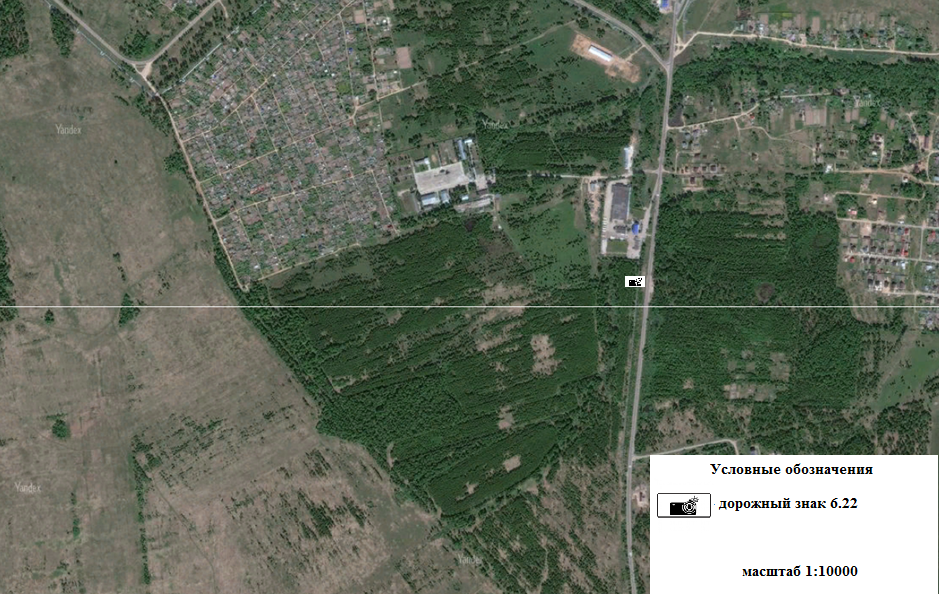 Yandex
Yandex
Yandex
Yandex
Условные обозначения
дорожный знак 6.22
Yandex
масштаб 1:10000